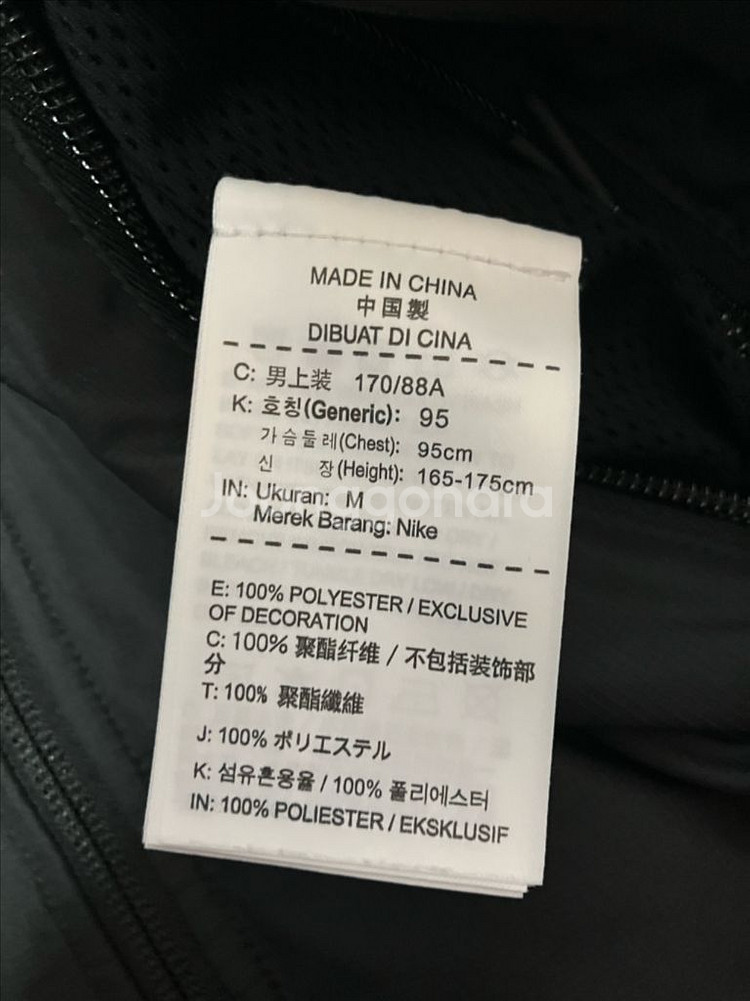 MADE IN CHINA
中国製
DIBUAT DI CINA
C: 男上装 170/88A
K: 호칭(Generic): 95
가슴둘레(Chest): 95cm
신 장(Height): 165-175cm
IN: Ukuran: M
Merek Barang: Nike
E: 100% POLYESTER / EXCLUSIVE
OF DECORATION
C: 100% 聚酯纤维 / 不包括装饰部
分
T: 100% 聚酯纖維
J: 100% ポリエステル
K: 섬유혼용율 / 100% 폴리에스터
IN: 100% POLIESTER / EKSKLUSIF